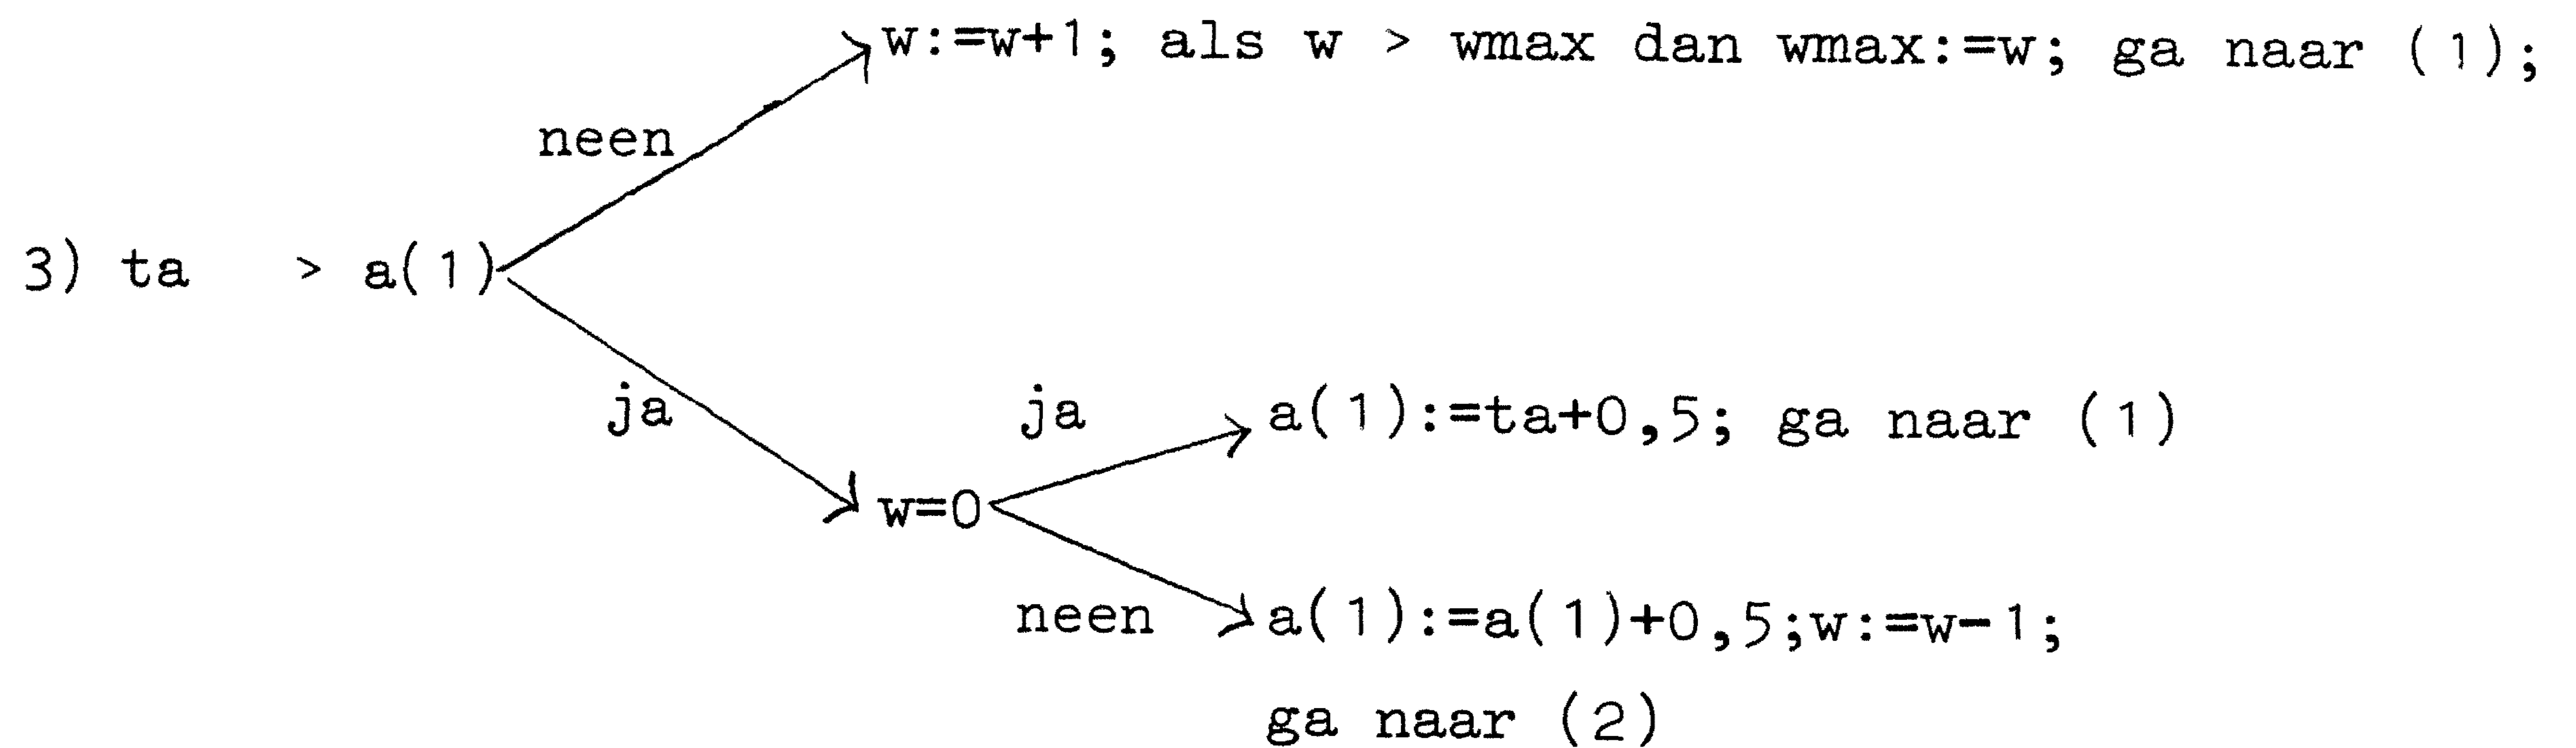 w:=w+1; als w > wmax dan wmax:=w; ga naar (1);
neen
3) ta > a(1)
ja
ja
a(1):=ta+0,5; ga naar (1)
w=0
neen
a(1):=a(1)+0,5;w:=w-1;
ga naar (2)